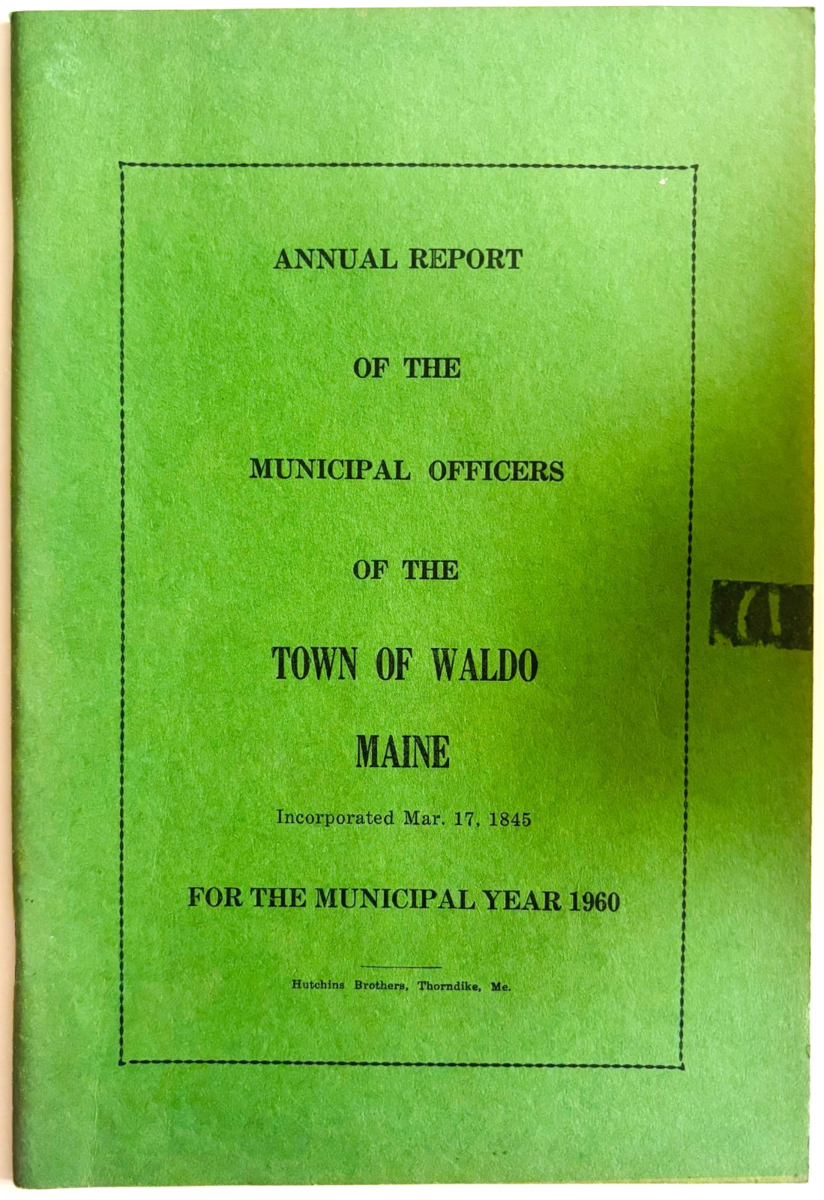 ANNUAL REPORT
OF THE
MUNICIPAL OFFICERS
OF THE
TOWN OF WALDO
MAINE
Incorporated Mar. 17, 1845
FOR THE MUNICIPAL YEAR 1960
Hutchins Brothers, Thorndike, Me.